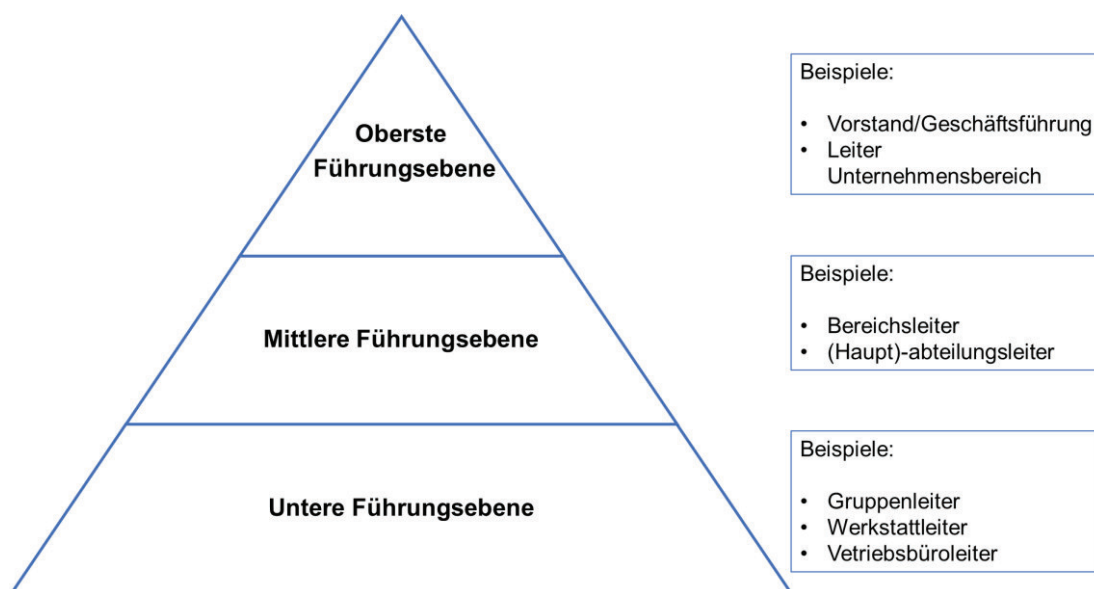 Oberste
Führungsebene
Beispiele:
• Vorstand/Geschäftsführung
• Leiter
Unternehmensbereich
Mittlere Führungsebene
Beispiele:
• Bereichsleiter
• (Haupt)-abteilungsleiter
Untere Führungsebene
Beispiele:
• Gruppenleiter
• Werkstattleiter
• Vetriebsbüroleiter